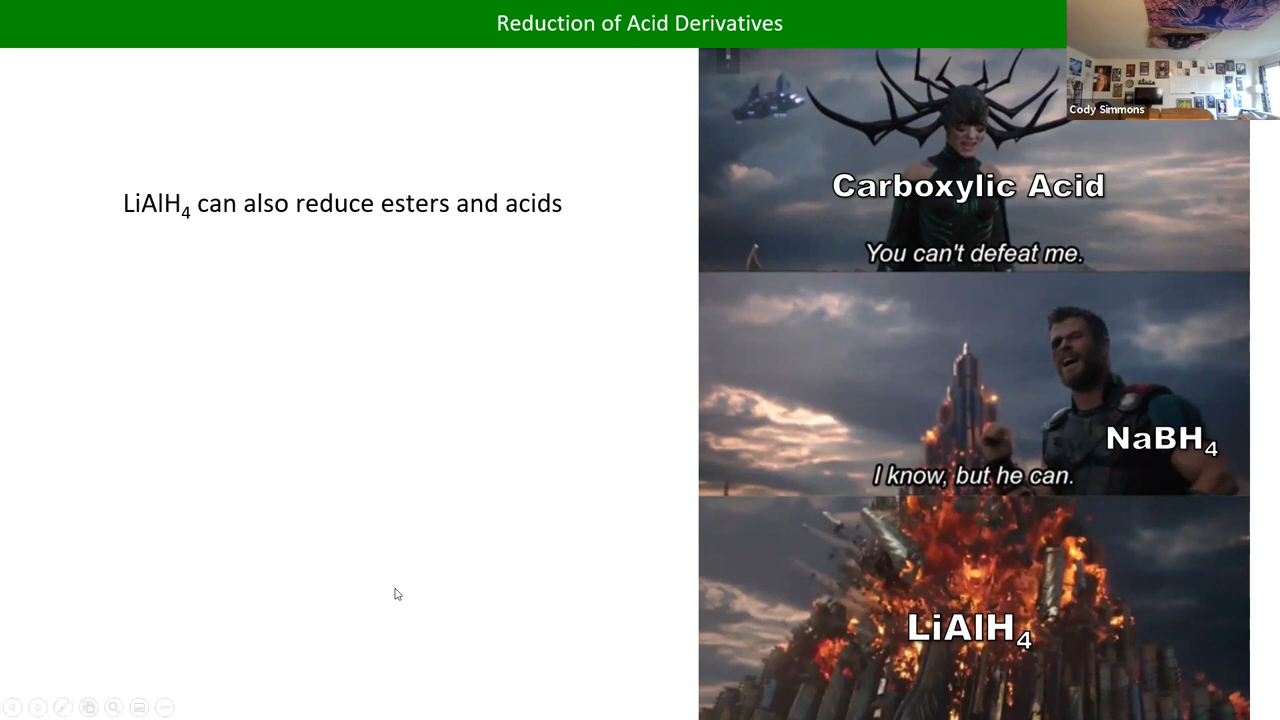 Reduction of Acid Derivatives
Cody Simmons
LiAlH₄ can also reduce esters and acids
Carboxylic Acid
You can't defeat me.
NaBH₄
I know, but he can.
LiAlH₄